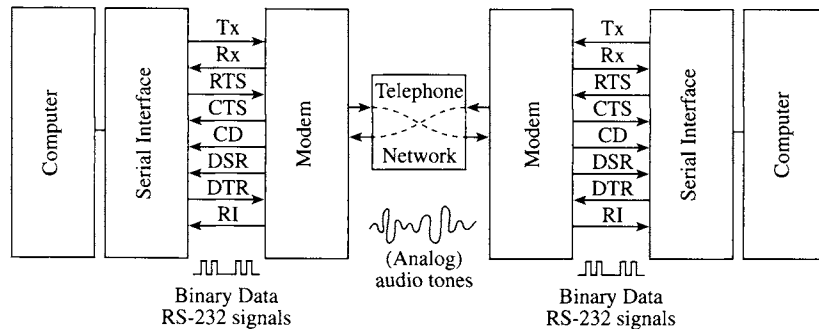 Computer
Serial Interface
Tx
Rx
RTS
CTS
CD
DSR
DTR
RI
Modem
Telephone
Network
Modem
Tx
Rx
RTS
CTS
CD
DSR
DTR
RI
Serial Interface
Computer
Binary Data
RS-232 signals
(Analog)
audio tones
Binary Data
RS-232 signals